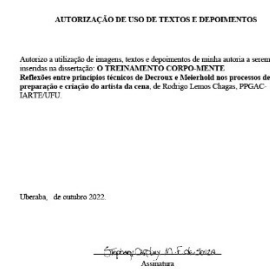 AUTORIZAÇÃO DE USO DE TEXTOS E DEPOIMENTOS
Autorizo a utilização de imagens, textos e depoimentos de minha autoria a serem
inseridas na dissertação: O TREINAMENTO CORPO-MENTE
Reflexões entre princípios técnicos de Decroux e Meierhold nos processos de
preparação e criação do artista da cena, de Rodrigo Lemos Chagas, PPGAC-
IARTE/UFU.
Uberaba, de outubro 2022.
Assinatura